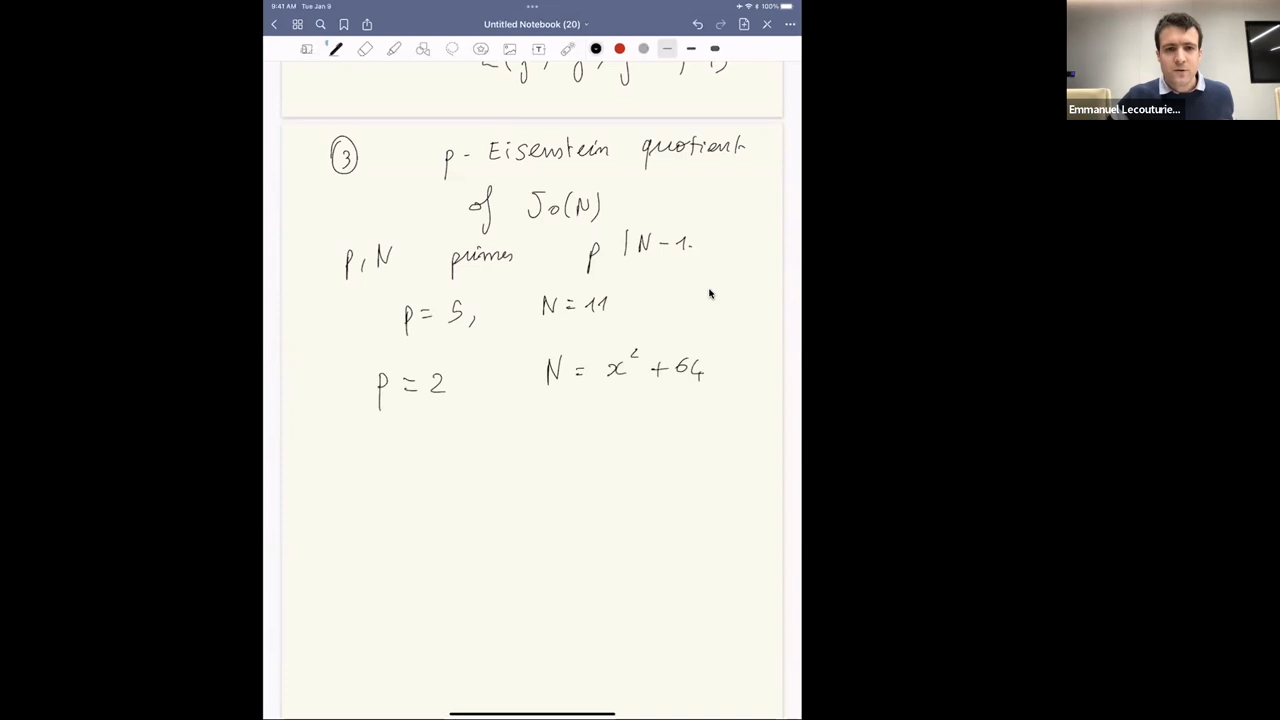 9:41 AM Tue Jan 9
100%
Untitled Notebook (20)
③ p- Eisenstein quotient
of J₀(N)
p, N primes p | N-1.
p = 5, N = 11
p = 2 N = x² + 64
Emmanuel Lecouturie...